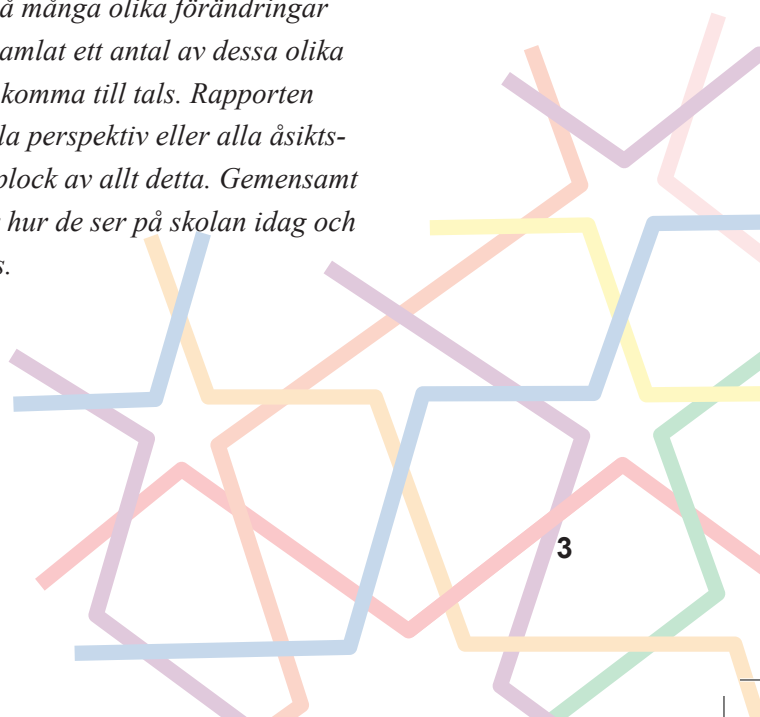 å många olika förändringar
amlat ett antal av dessa olika
komma till tals. Rapporten
la perspektiv eller alla åsikts-
plock av allt detta. Gemensamt
hur de ser på skolan idag och
s.
3